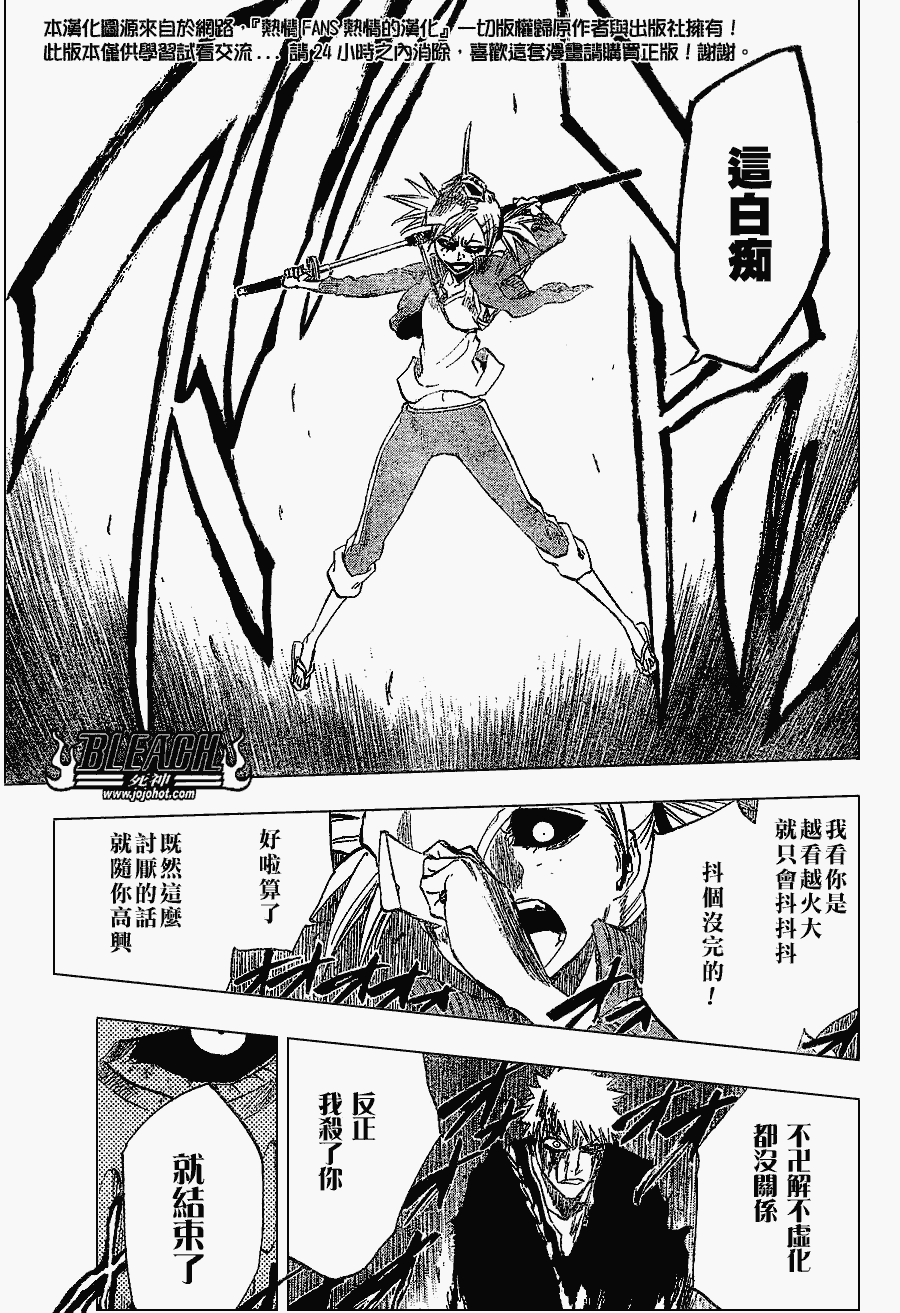 本漢化圖源來自於網路,『熱情 FANS 熱情的漢化』一切版權歸原作者與出版社擁有!
此版本僅供學習試看交流...請 24 小時之內消除,喜歡這套漫畫請購買正版!謝謝。
這白痴
BLEACH
死神
www.jojohot.com
我看你是
越看越火大
就只會抖抖抖
抖個沒完的!
好啦算了
既然這麼
討厭的話
就隨你高興
不卍解不虛化
都沒關係
反正
我殺了你
就結束了